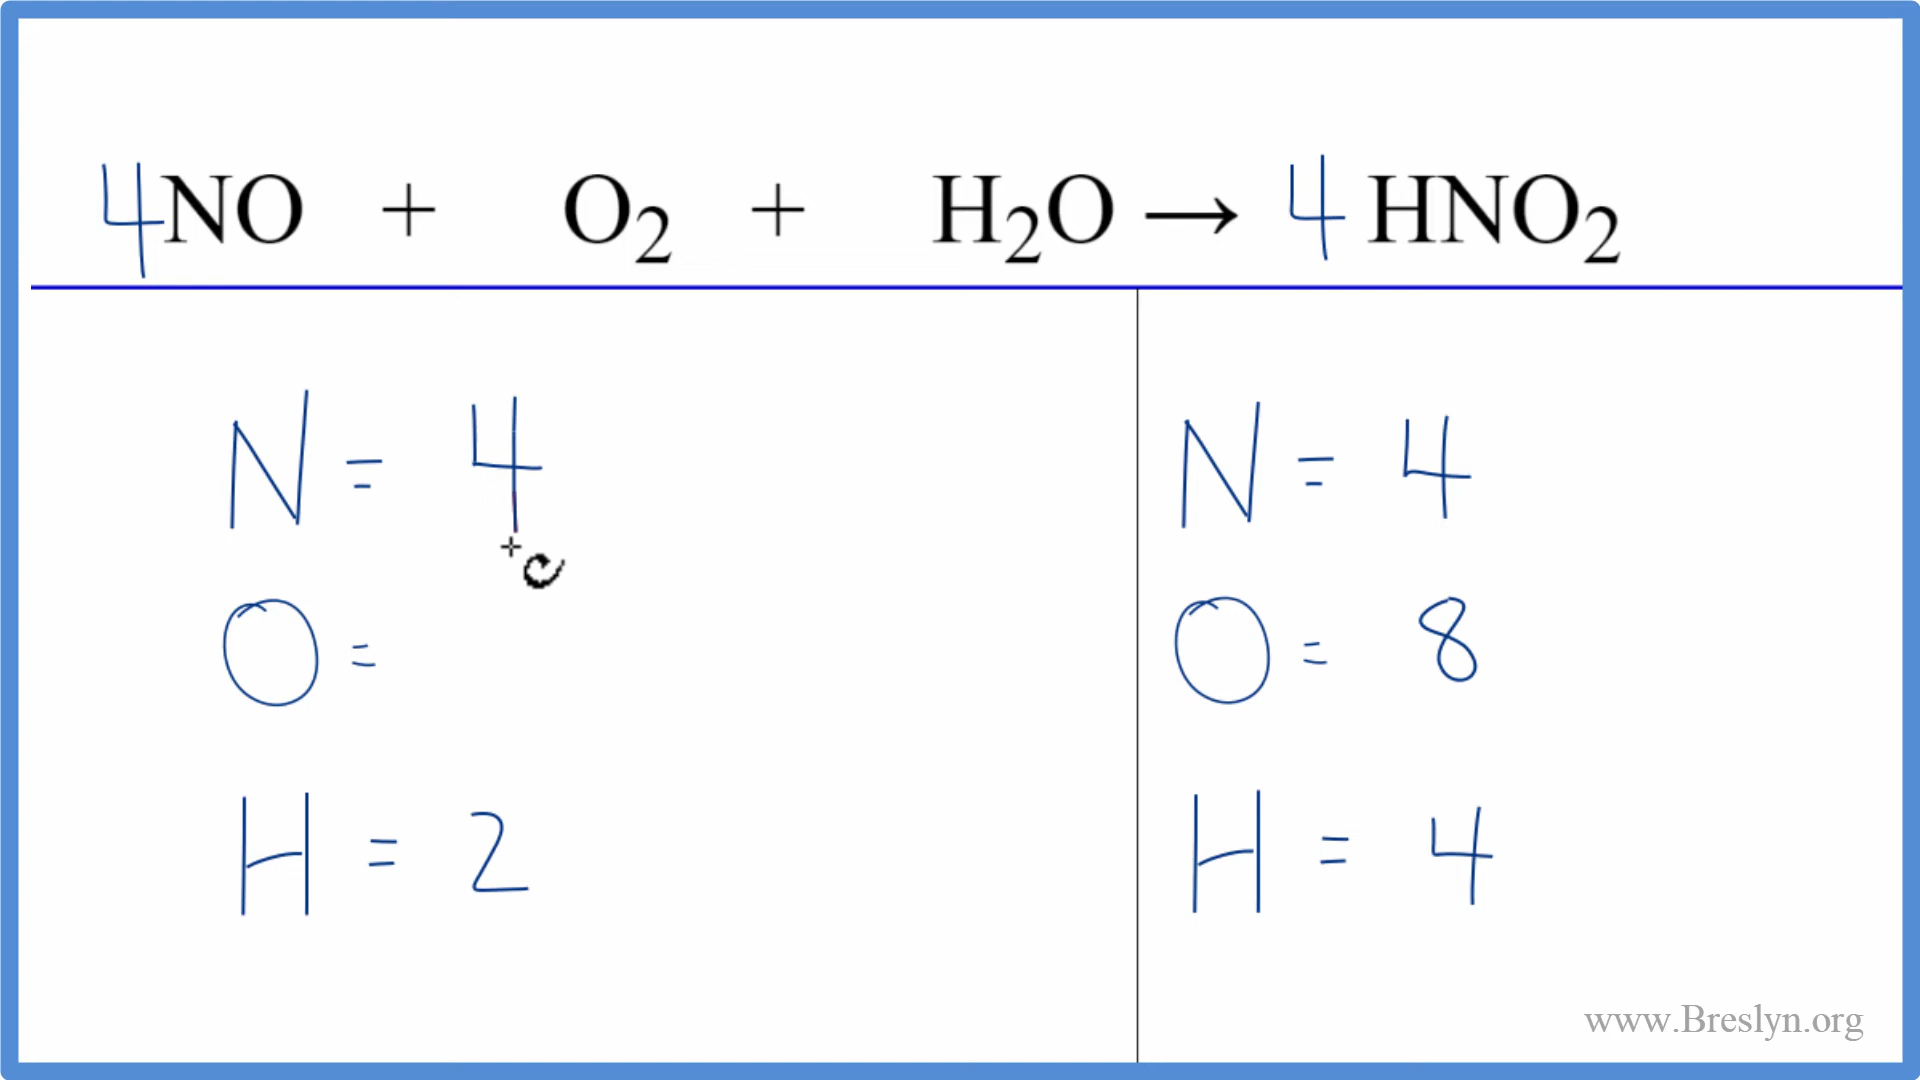 4NO + O₂ + H₂O → 4 HNO₂
N = 4 N = 4
O = O = 8
H = 2 H = 4
www.Breslyn.org